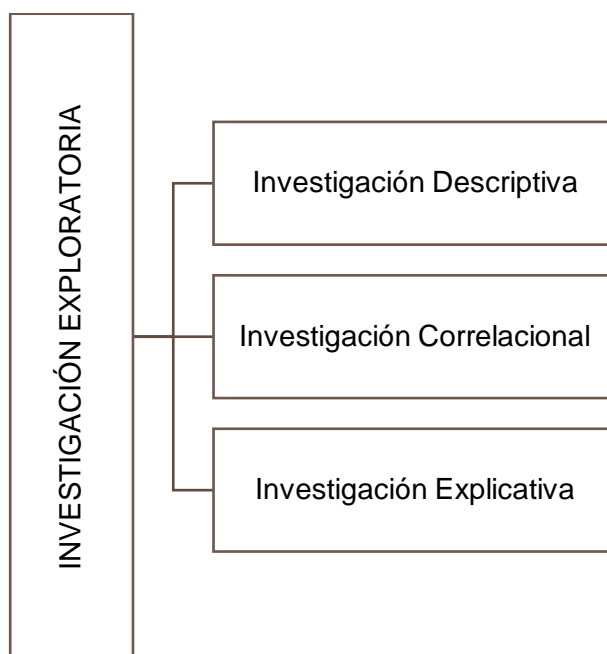 INVESTIGACIÓN EXPLORATORIA
Investigación Descriptiva
Investigación Correlacional
Investigación Explicativa